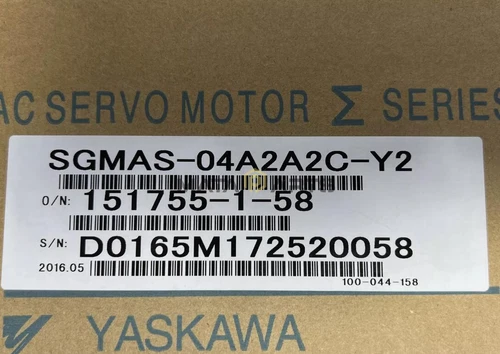 AC SERVO MOTOR Σ SERIES
SGMAS-04A2A2C-Y2
O/N: 151755-1-58
S/N: D0165M172520058
2016.05
100-044-158
YASKAWA